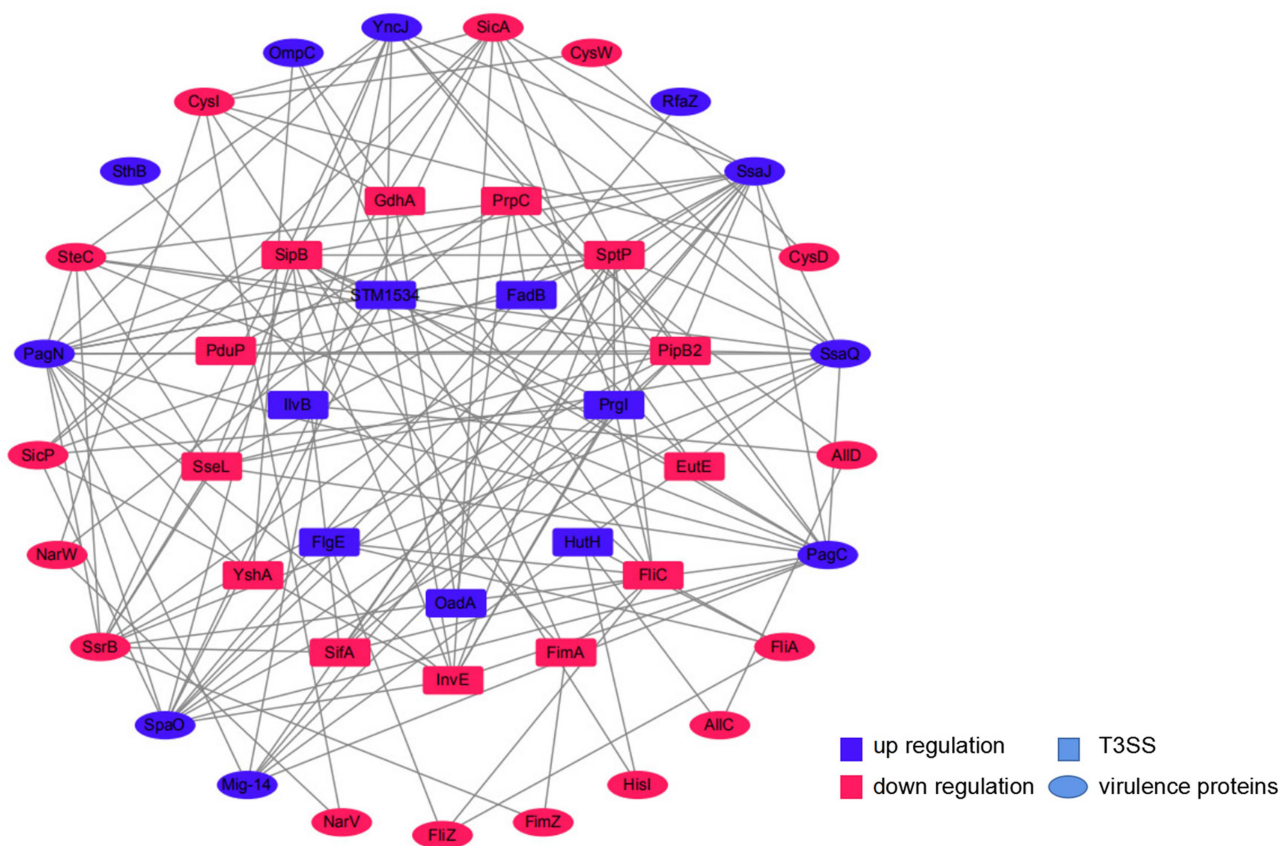 YncJ
SicA
OmpC
CysW
CysI
RfaZ
SthB
SsaJ
GdhA
PrpC
SteC
SipB
SptP
CysD
STM1534
FadB
PagN
PduP
PipB2
SsaQ
IlvB
PrgI
SicP
SseL
EutE
AllD
NarW
FlgE
HutH
PagC
YshA
FliC
OadA
SsrB
SifA
FimA
FliA
InvE
SpaO
AllC
up regulation
T3SS
Mig-14
HisI
down regulation
virulence proteins
NarV
FliZ
FimZ